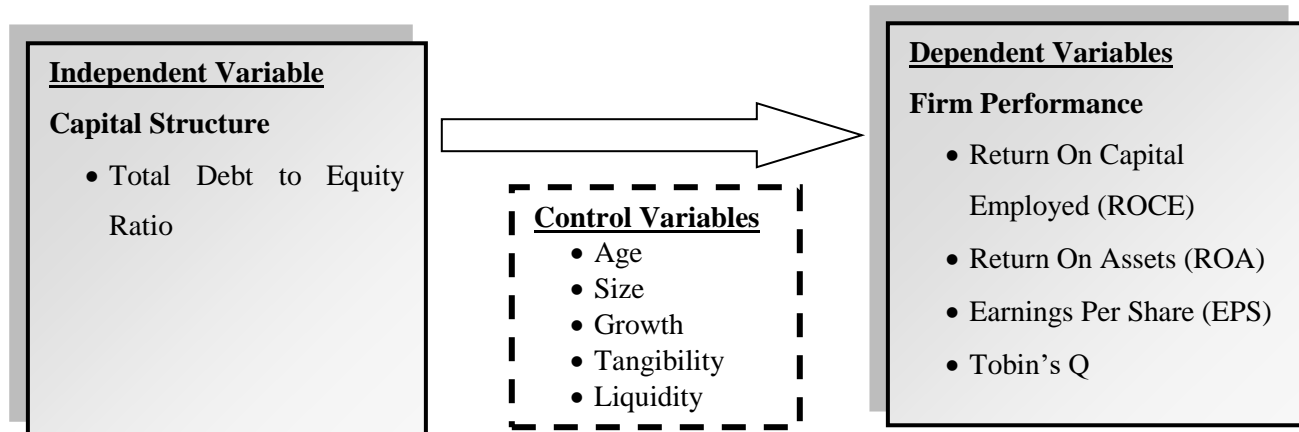 Independent Variable
Capital Structure
• Total Debt to Equity
Ratio
Control Variables
• Age
• Size
• Growth
• Tangibility
• Liquidity
Dependent Variables
Firm Performance
• Return On Capital
Employed (ROCE)
• Return On Assets (ROA)
• Earnings Per Share (EPS)
• Tobin’s Q